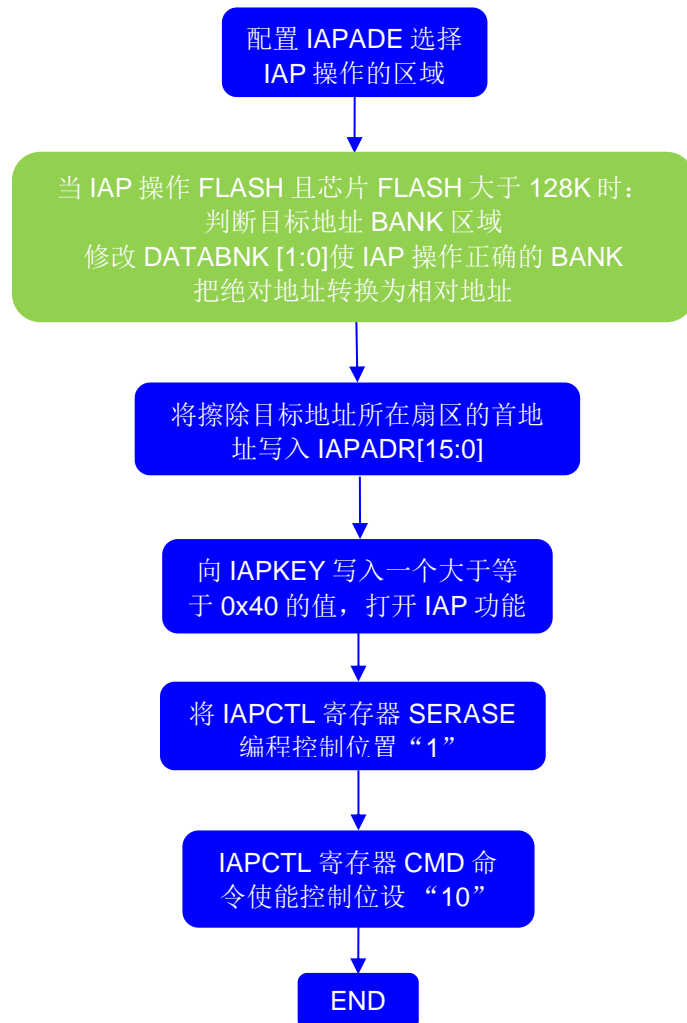 配置 IAPADE 选择
IAP 操作的区域
当 IAP 操作 FLASH 且芯片 FLASH 大于 128K 时：
判断目标地址 BANK 区域
修改 DATABNK [1:0]使 IAP 操作正确的 BANK
把绝对地址转换为相对地址
将擦除目标地址所在扇区的首地
址写入 IAPADR[15:0]
向 IAPKEY 写入一个大于等
于 0x40 的值，打开 IAP 功能
将 IAPCTL 寄存器 SERASE
编程控制位置“1”
IAPCTL 寄存器 CMD 命
令使能控制位设 “10”
END